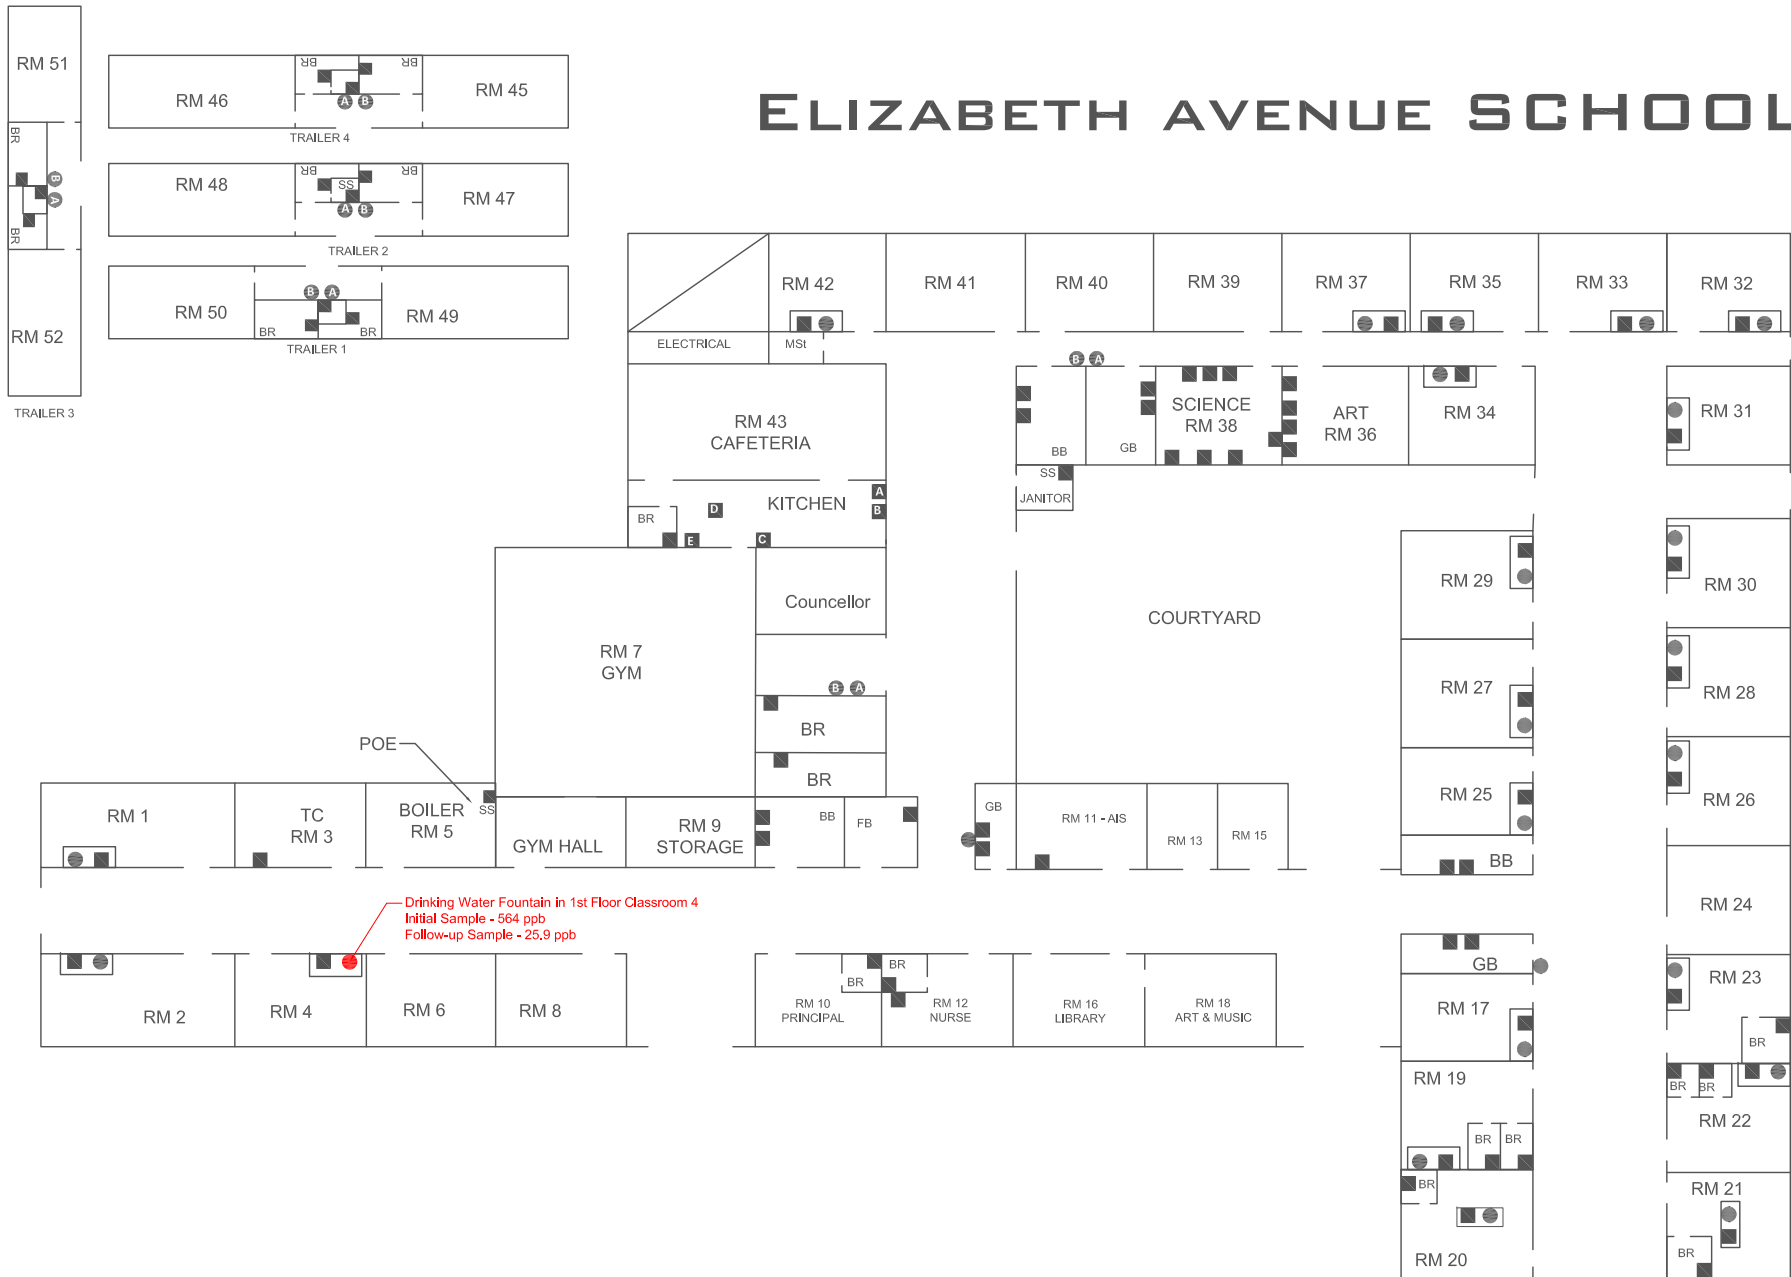 ELIZABETH AVENUE SCHOOL
RM 51
BR
B
A
BR
RM 52
TRAILER 3
RM 46
BR
BR
A B
RM 45
TRAILER 4
RM 48
BR
SS
BR
A B
RM 47
TRAILER 2
RM 50
B A
BR
BR
RM 49
TRAILER 1
RM 42
RM 41
RM 40
RM 39
RM 37
RM 35
RM 33
RM 32
ELECTRICAL
MSt
B A
RM 43
CAFETERIA
BB
GB
SCIENCE
RM 38
ART
RM 36
RM 34
RM 31
SS
JANITOR
KITCHEN
A
B
C
D
E
BR
Councellor
COURTYARD
RM 29
RM 30
RM 7
GYM
B A
BR
BR
RM 27
RM 28
POE
RM 25
RM 26
RM 1
TC
RM 3
BOILER
RM 5
SS
GYM HALL
RM 9
STORAGE
BB
FB
GB
RM 11 - AIS
RM 13
RM 15
BB
RM 24
Drinking Water Fountain in 1st Floor Classroom 4
Initial Sample - 564 ppb
Follow-up Sample - 25.9 ppb
RM 2
RM 4
RM 6
RM 8
BR
BR
RM 10
PRINCIPAL
RM 12
NURSE
RM 16
LIBRARY
RM 18
ART & MUSIC
GB
RM 17
RM 23
BR
RM 19
BR
BR
BR
BR
RM 22
BR
RM 20
RM 21
BR